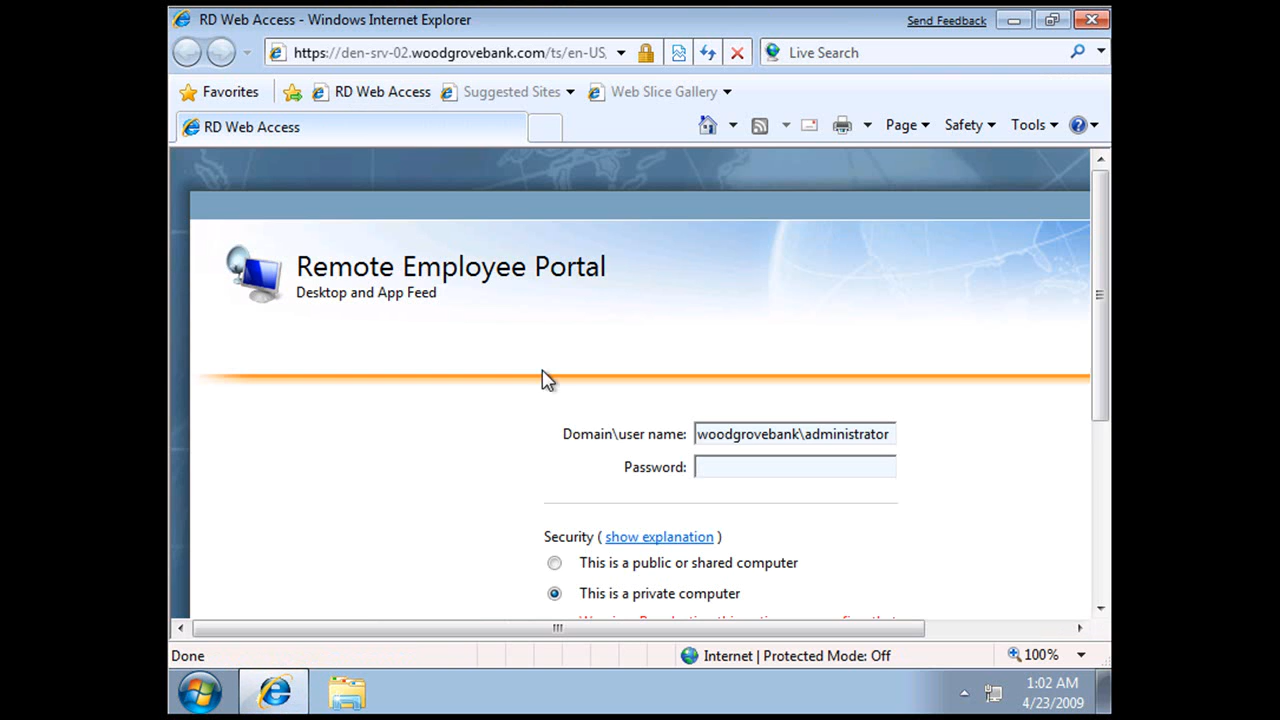 RD Web Access - Windows Internet Explorer
Send Feedback
https://den-srv-02.woodgrovebank.com/ts/en-US,
Live Search
Favorites
RD Web Access
Suggested Sites
Web Slice Gallery
RD Web Access
Page
Safety
Tools
Remote Employee Portal
Desktop and App Feed
Domain\user name:
woodgrovebank\administrator
Password:
Security ( show explanation )
This is a public or shared computer
This is a private computer
Done
Internet | Protected Mode: Off
100%
1:02 AM
4/23/2009